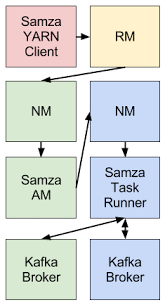 Samza
YARN
Client
RM
NM
NM
Samza
AM
Samza
Task
Runner
Kafka
Broker
Kafka
Broker